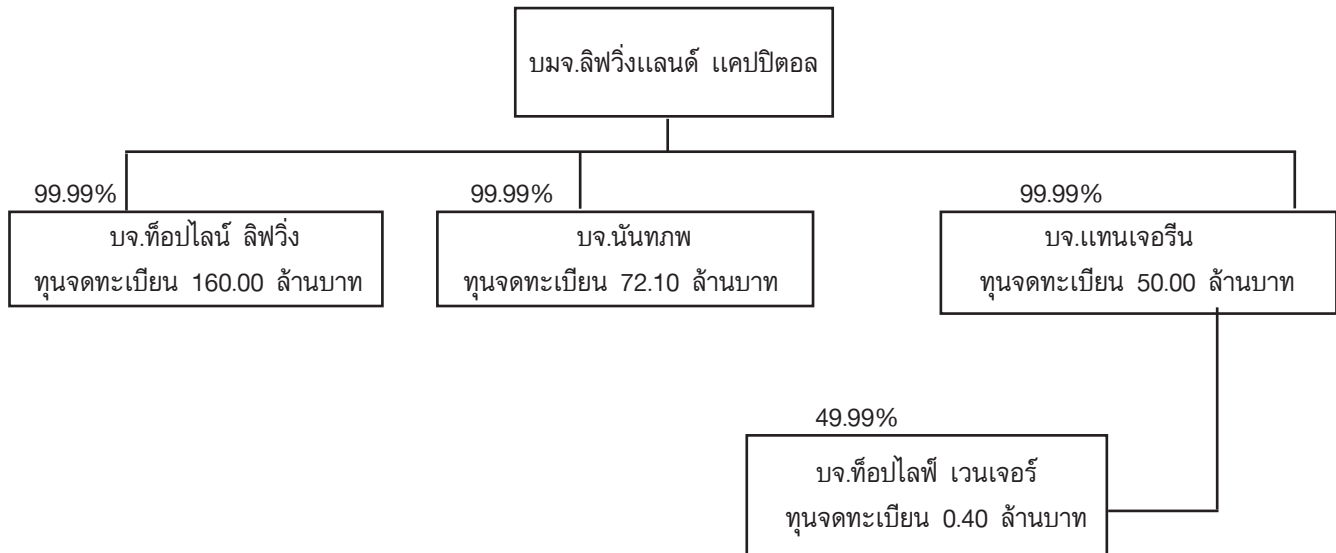 บมจ.ลิฟวิ่งแลนด์ แคปปิตอล
99.99%
บจ.ท็อปไลน์ ลิฟวิ่ง
ทุนจดทะเบียน 160.00 ล้านบาท
99.99%
บจ.นันทภพ
ทุนจดทะเบียน 72.10 ล้านบาท
99.99%
บจ.แทนเจอรีน
ทุนจดทะเบียน 50.00 ล้านบาท
49.99%
บจ.ท็อปไลฟ์ เวนเจอร์
ทุนจดทะเบียน 0.40 ล้านบาท